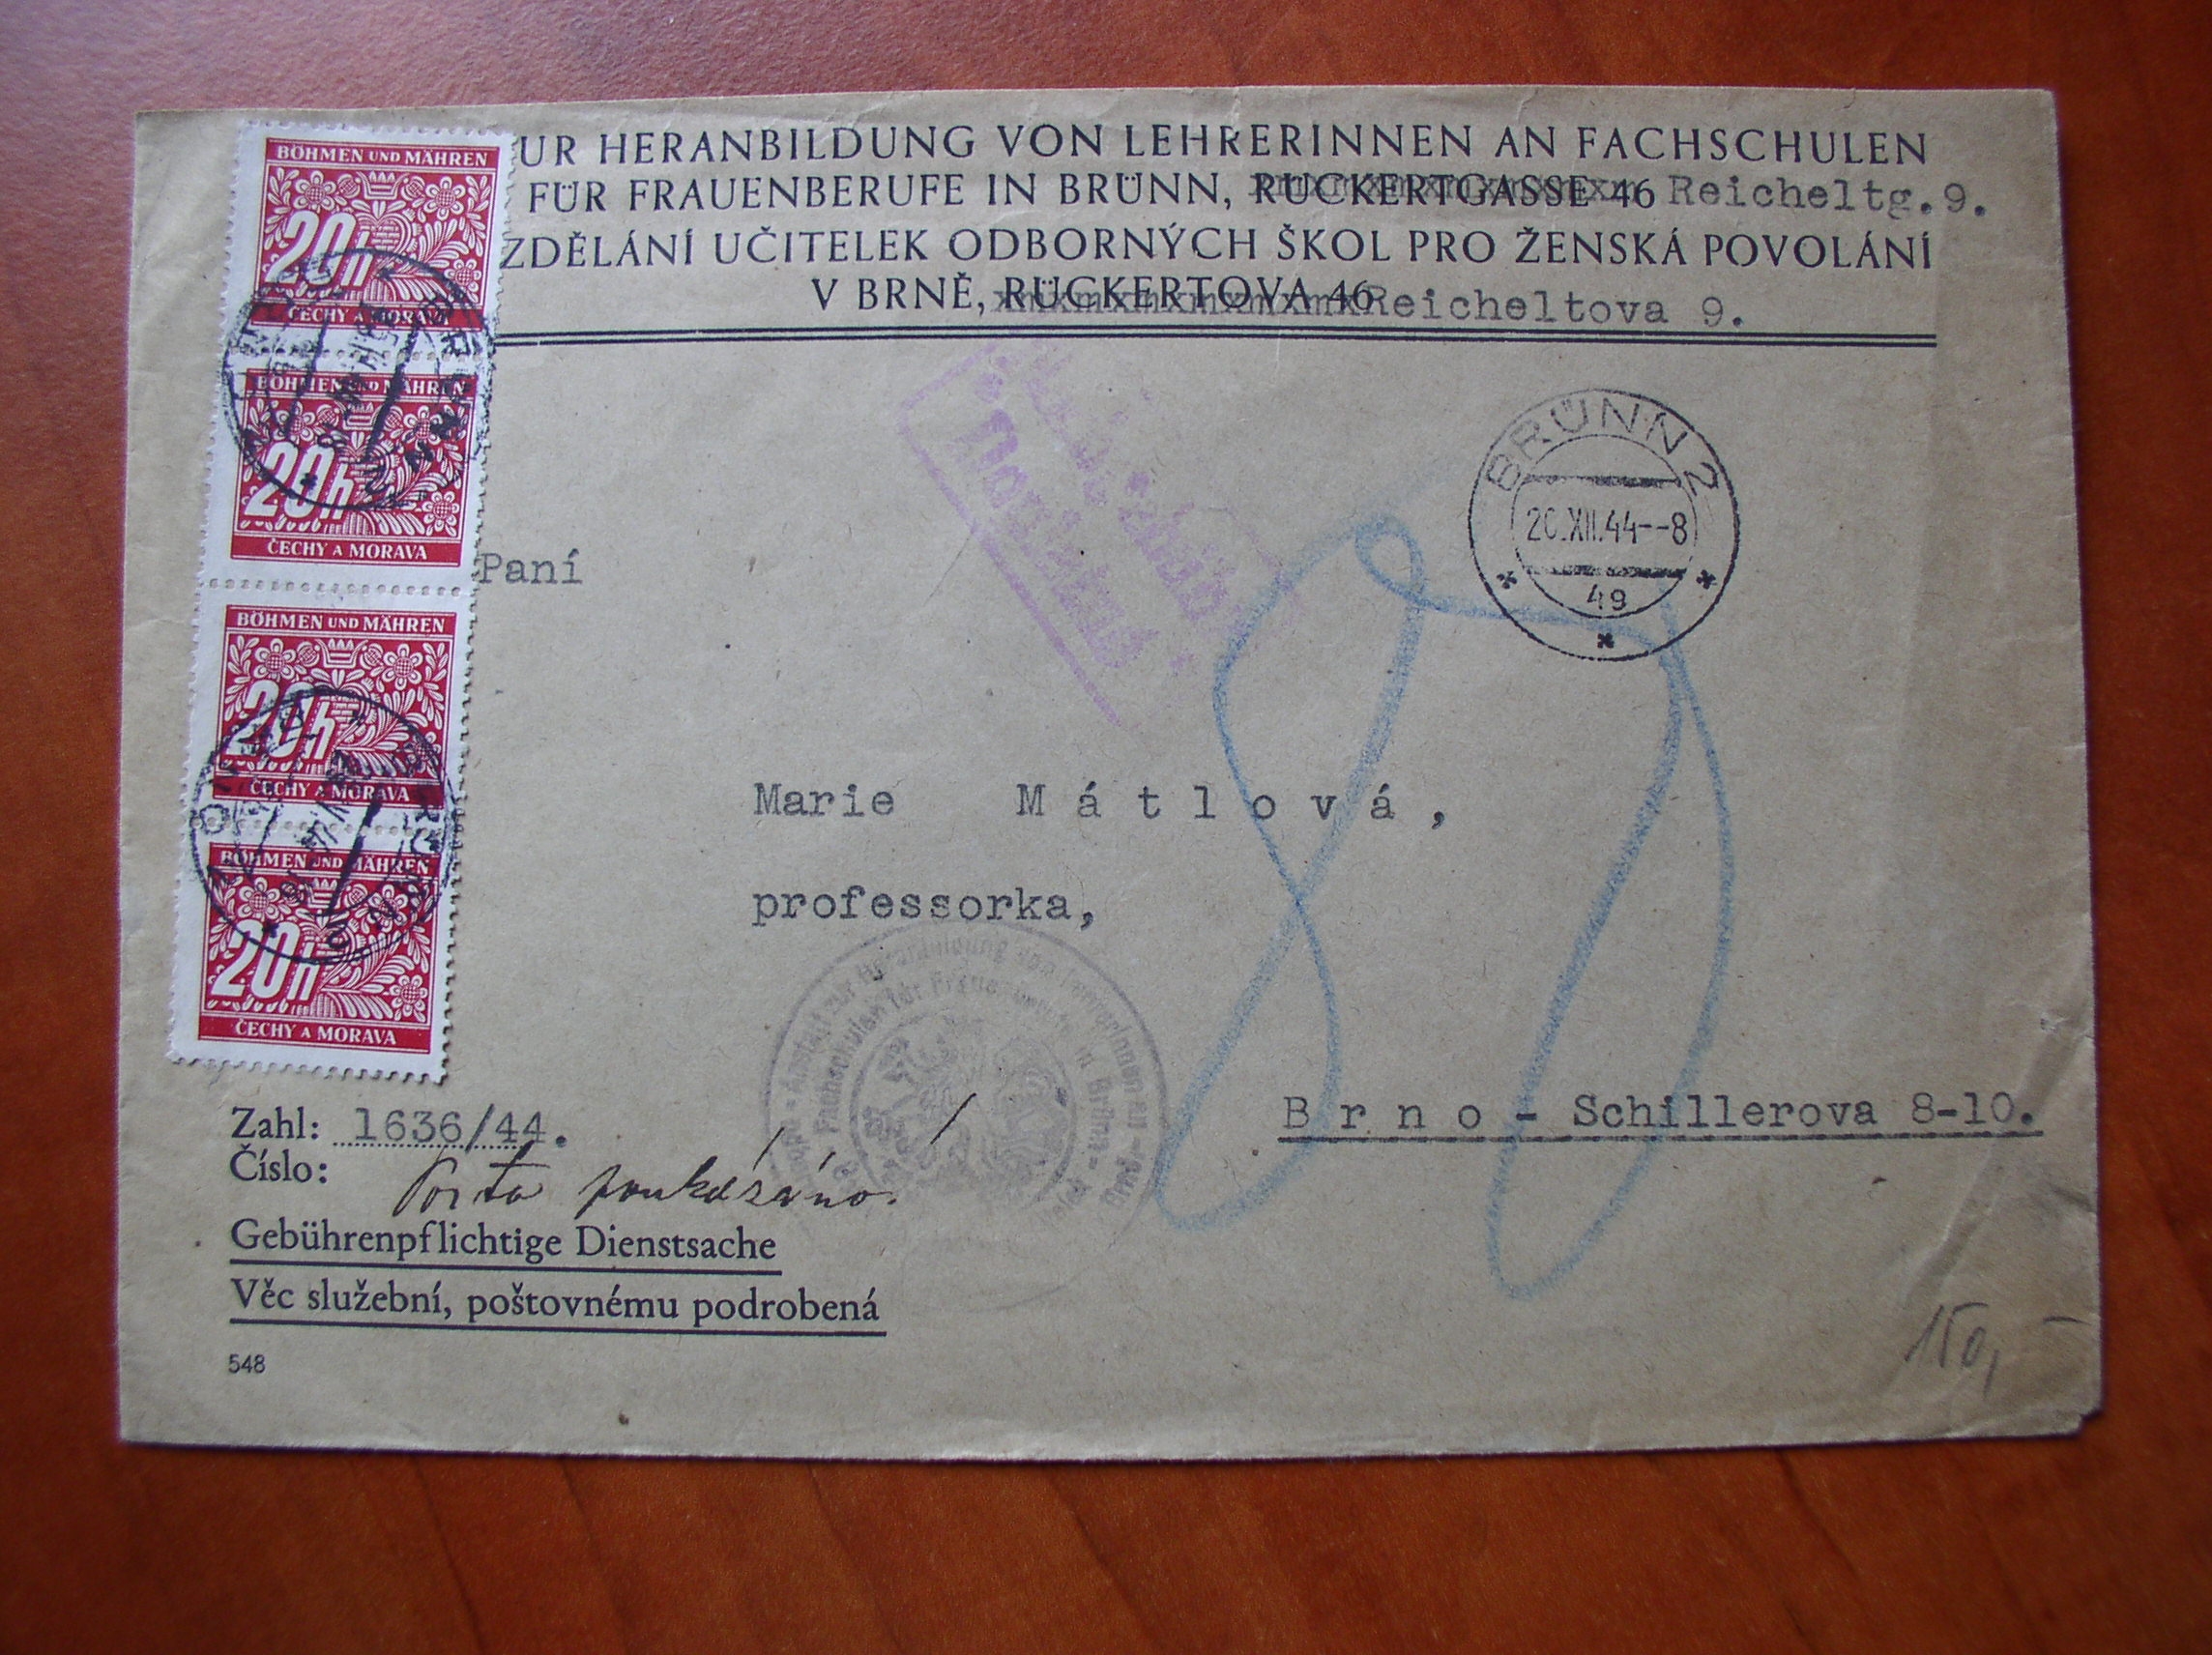 UR HERANBILDUNG VON LEHRERINNEN AN FACHSCHULEN
FÜR FRAUENBERUFE IN BRÜNN, RÜCKERTGASSE 46 Reicheltg.9.
ZDĚLÁNÍ UČITELEK ODBORNÝCH ŠKOL PRO ŽENSKÁ POVOLÁNÍ
V BRNĚ, RÜCKERTOVA 46 Reicheltova 9.
BÖHMEN UND MÄHREN
20h
ČECHY A MORAVA
BÖHMEN UND MÄHREN
20h
ČECHY A MORAVA
BÖHMEN UND MÄHREN
20h
ČECHY A MORAVA
BÖHMEN UND MÄHREN
20h
ČECHY A MORAVA
BRÜNN 2
20.XII.44--8
49
Paní
Marie Mátlová,
professorka,
80
Brno - Schillerova 8-10.
Zahl: 1636/44.
Číslo:
Porto poukázáno.
Gebührenpflichtige Dienstsache
Věc služební, poštovnému podrobená
548
150,-